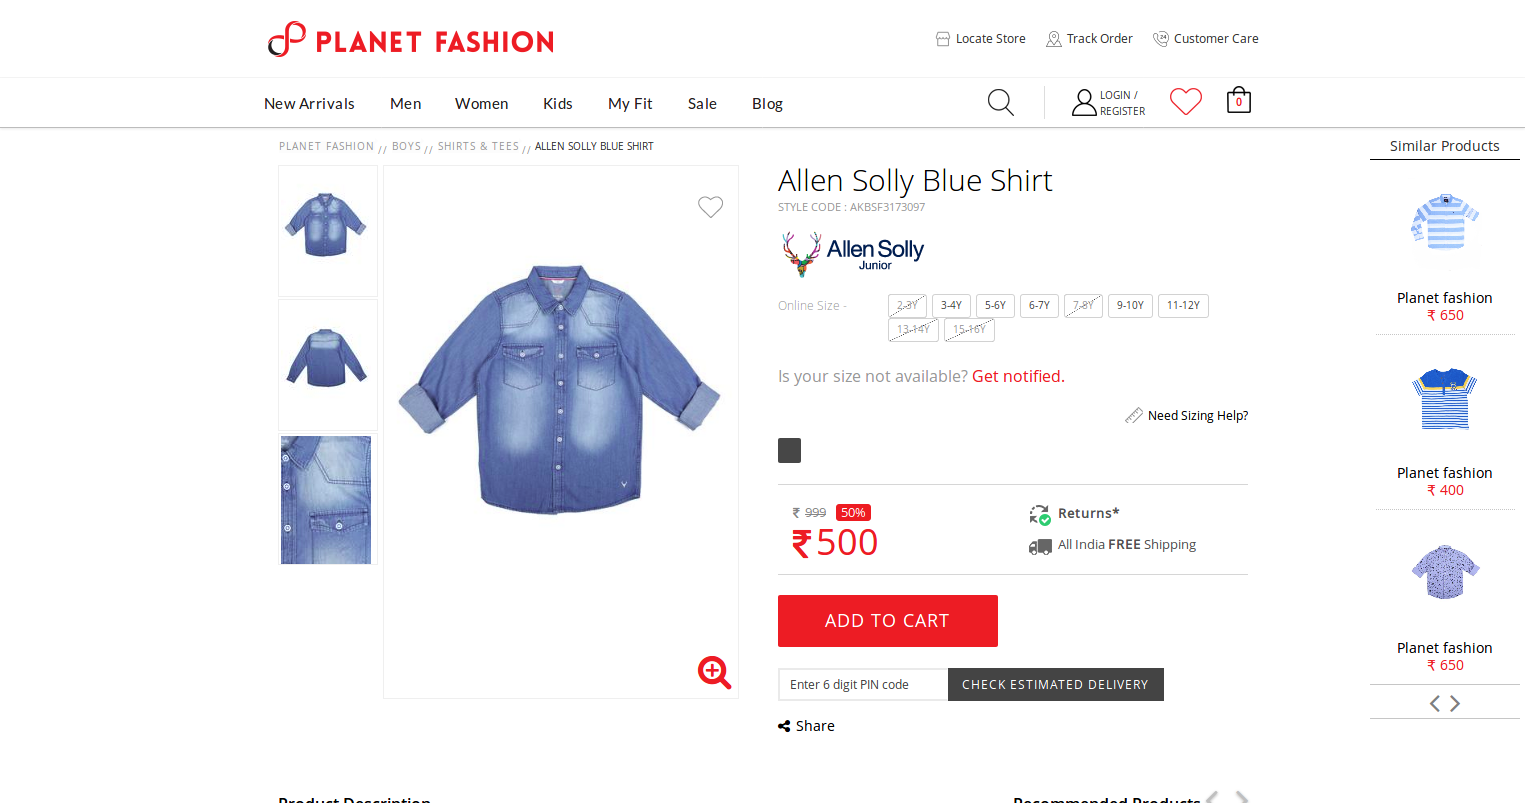 PLANET FASHION
Locate Store
Track Order
24
Customer Care
New Arrivals
Men
Women
Kids
My Fit
Sale
Blog
LOGIN /
REGISTER
0
PLANET FASHION // BOYS // SHIRTS & TEES // ALLEN SOLLY BLUE SHIRT
Allen Solly Blue Shirt
STYLE CODE : AKBSF3173097
Allen Solly
Junior
Online Size -
2-3Y 3-4Y 5-6Y 6-7Y 7-8Y 9-10Y 11-12Y
13-14Y 15-16Y
Is your size not available? Get notified.
Need Sizing Help?
₹ 999 50%
₹500
Returns*
All India FREE Shipping
ADD TO CART
Enter 6 digit PIN code
CHECK ESTIMATED DELIVERY
Share
Similar Products
Planet fashion
₹ 650
Planet fashion
₹ 400
Planet fashion
₹ 650
Product Description
Recommended Products